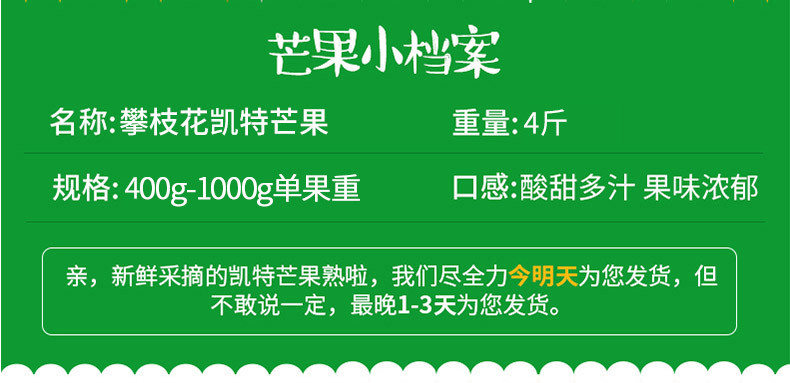 芒果小档案
名称:攀枝花凯特芒果 重量:4斤
规格:400g-1000g单果重 口感:酸甜多汁 果味浓郁
亲，新鲜采摘的凯特芒果熟啦，我们尽全力今明天为您发货，但
不敢说一定，最晚1-3天为您发货。